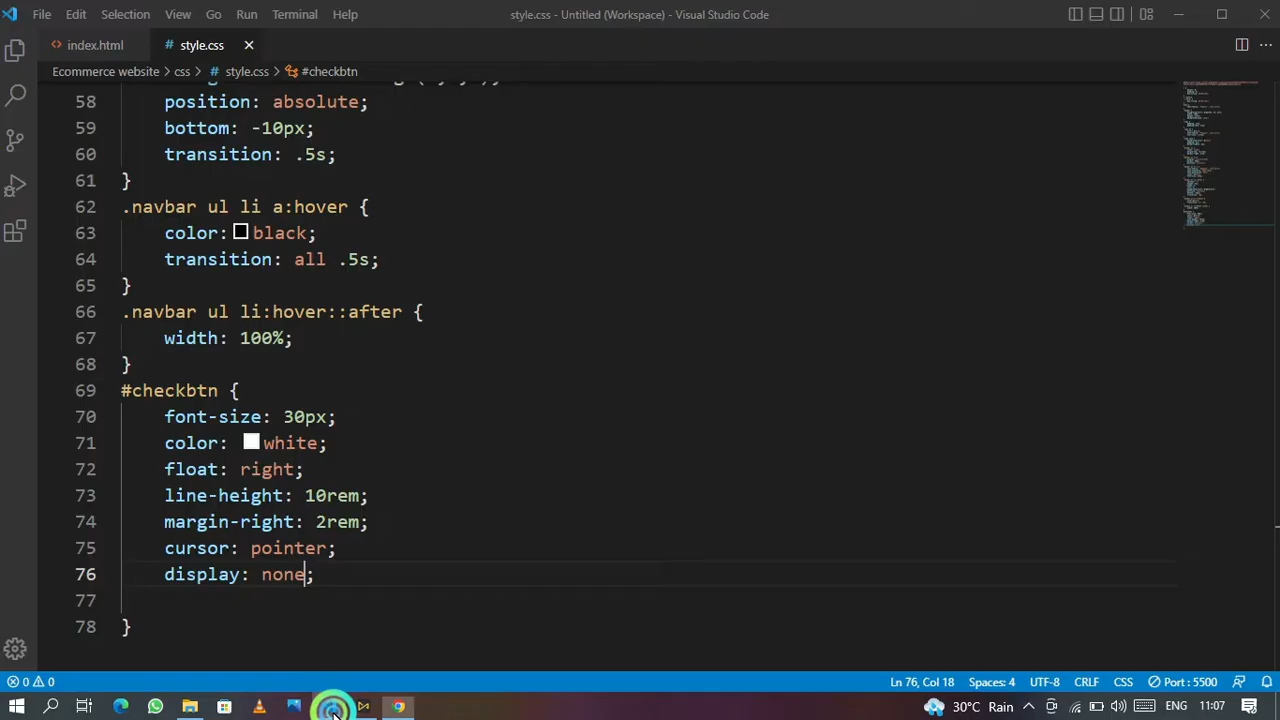 File Edit Selection View Go Run Terminal Help style.css - Untitled (Workspace) - Visual Studio Code
index.html # style.css
Ecommerce website > css > # style.css > #checkbtn
58 position: absolute;
59 bottom: -10px;
60 transition: .5s;
61 }
62 .navbar ul li a:hover {
63 color: black;
64 transition: all .5s;
65 }
66 .navbar ul li:hover::after {
67 width: 100%;
68 }
69 #checkbtn {
70 font-size: 30px;
71 color: white;
72 float: right;
73 line-height: 10rem;
74 margin-right: 2rem;
75 cursor: pointer;
76 display: none;
77
78 }
0 0 Ln 76, Col 18 Spaces: 4 UTF-8 CRLF CSS Port : 5500
30°C Rain ENG 11:07